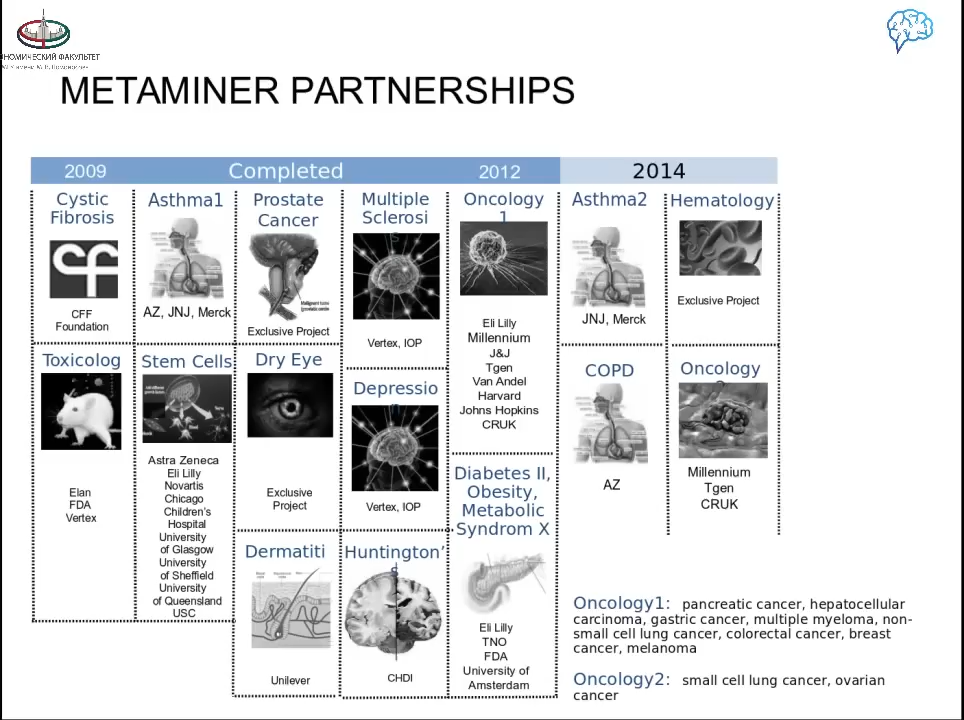 НОМИЧЕСКИЙ ФАКУЛЬТЕТ
METAMINER PARTNERSHIPS
2009
Completed
2012
2014
Cystic
Fibrosis
CFF
Foundation
Asthma1
AZ, JNJ, Merck
Prostate
Cancer
Exclusive Project
Multiple
Sclerosi
s
Vertex, IOP
Oncology
1
Eli Lilly
Millennium
J&J
Tgen
Van Andel
Harvard
Johns Hopkins
CRUK
Asthma2
JNJ, Merck
Hematology
Exclusive Project
Toxicolog
Elan
FDA
Vertex
Stem Cells
Astra Zeneca
Eli Lilly
Novartis
Chicago
Children's
Hospital
University
of Glasgow
University
of Sheffield
University
of Queensland
USC
Dry Eye
Exclusive
Project
Depressio
n
Vertex, IOP
COPD
AZ
Oncology
2
Millennium
Tgen
CRUK
Diabetes II,
Obesity,
Metabolic
Syndrom X
Eli Lilly
TNO
FDA
University of
Amsterdam
Dermatiti
Unilever
Huntington'
s
CHDI
Oncology1: pancreatic cancer, hepatocellular
carcinoma, gastric cancer, multiple myeloma, non-
small cell lung cancer, colorectal cancer, breast
cancer, melanoma
Oncology2: small cell lung cancer, ovarian
cancer